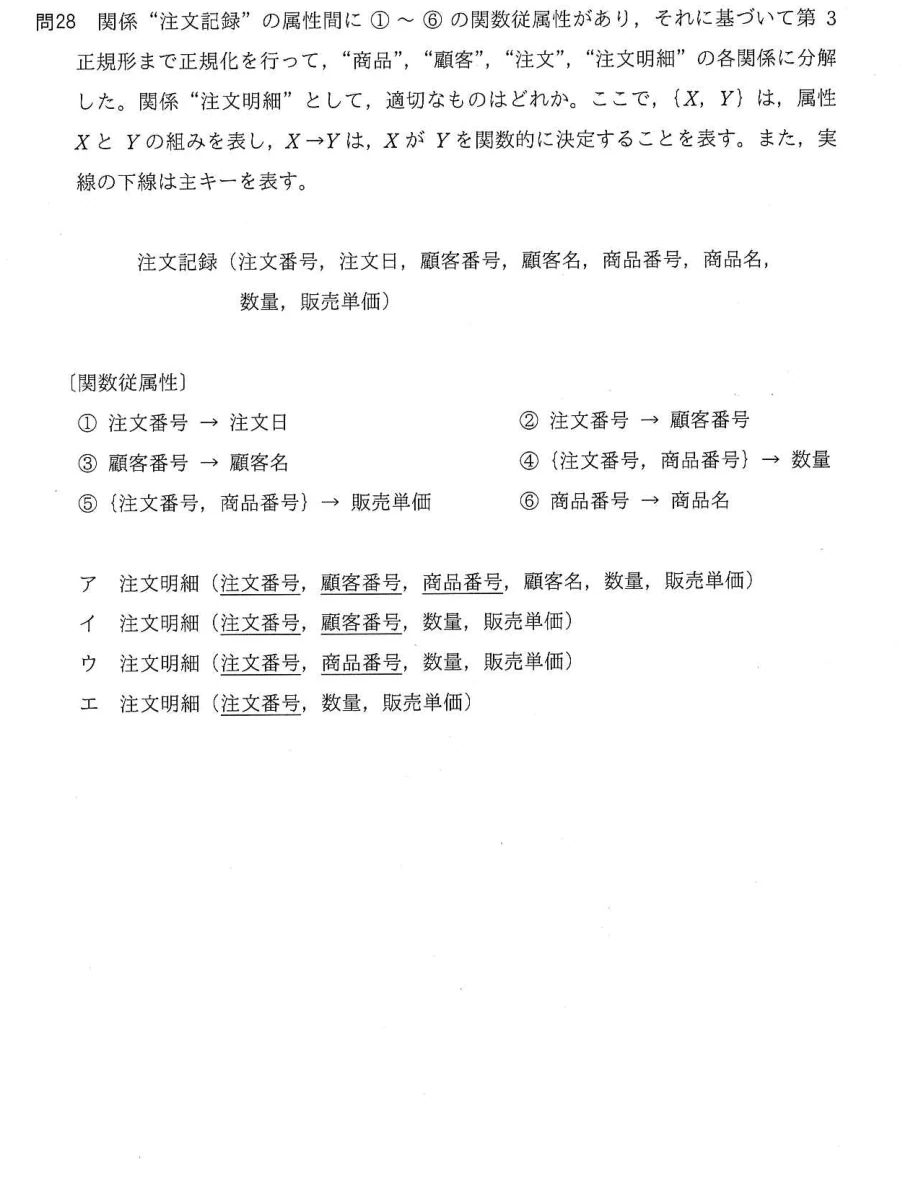 問28 関係“注文記録”の属性間に ① ～ ⑥ の関数従属性があり，それに基づいて第 3
正規形まで正規化を行って，“商品”，“顧客”，“注文”，“注文明細”の各関係に分解
した。関係“注文明細”として，適切なものはどれか。ここで，{X，Y} は，属性
X と Y の組みを表し，X→Y は，X が Y を関数的に決定することを表す。また，実
線の下線は主キーを表す。
注文記録（注文番号，注文日，顧客番号，顧客名，商品番号，商品名，
数量，販売単価）
〔関数従属性〕
① 注文番号 → 注文日 ② 注文番号 → 顧客番号
③ 顧客番号 → 顧客名 ④ {注文番号，商品番号} → 数量
⑤ {注文番号，商品番号} → 販売単価 ⑥ 商品番号 → 商品名
ア 注文明細（注文番号，顧客番号，商品番号，顧客名，数量，販売単価）
イ 注文明細（注文番号，顧客番号，数量，販売単価）
ウ 注文明細（注文番号，商品番号，数量，販売単価）
エ 注文明細（注文番号，数量，販売単価）